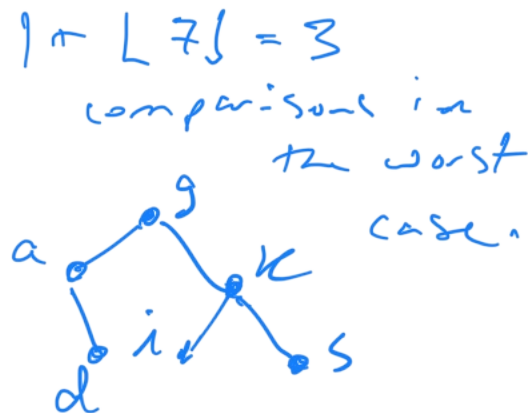 1 + ⌊ 7 ⌋ = 3
comparisons in
the worst
case.
g
a
k
i
s
d